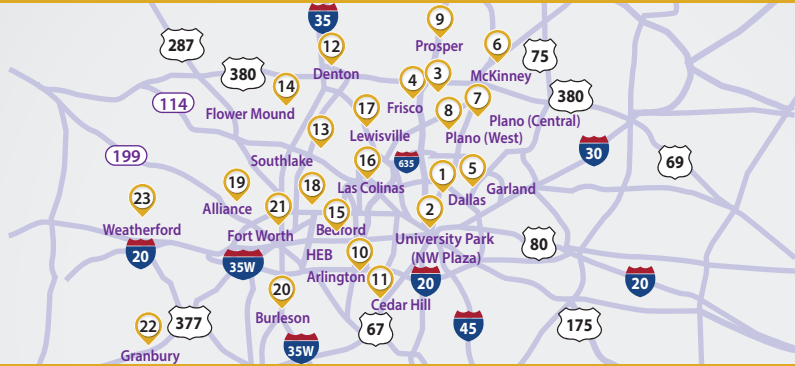 35
9
Prosper
287
12
Denton
6
McKinney
75
380
14
Flower Mound
4
3
Frisco
114
17
Lewisville
8
Plano (West)
7
Plano (Central)
380
13
Southlake
199
16
Las Colinas
635
1
Dallas
5
Garland
30
69
19
Alliance
18
23
Weatherford
20
21
Fort Worth
15
Bedford
HEB
2
University Park
(NW Plaza)
80
35W
10
Arlington
11
Cedar Hill
20
20
20
Burleson
22
Granbury
377
35W
67
45
175